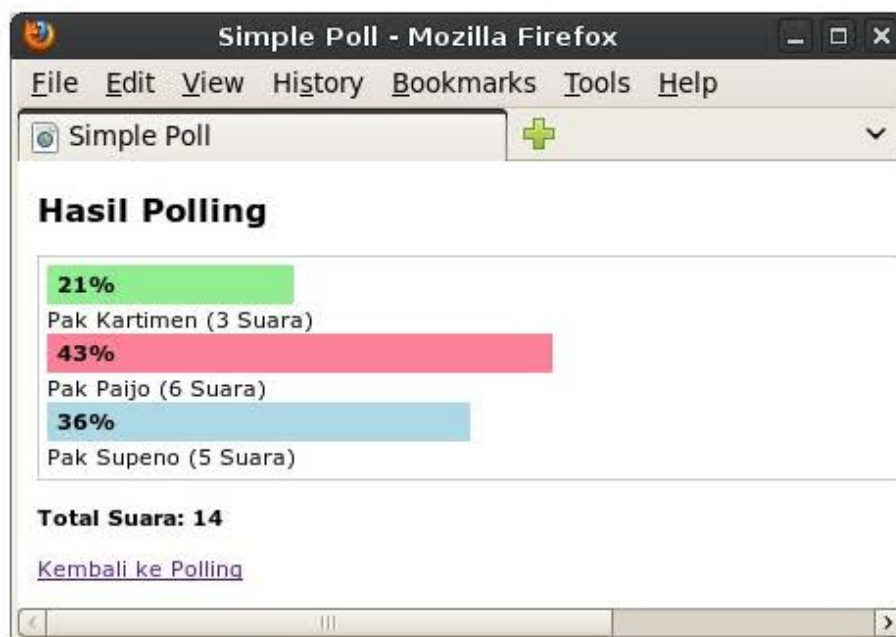 Simple Poll - Mozilla Firefox
File Edit View History Bookmarks Tools Help
Simple Poll
Hasil Polling
21%
Pak Kartimen (3 Suara)
43%
Pak Paijo (6 Suara)
36%
Pak Supeno (5 Suara)
Total Suara: 14
Kembali ke Polling